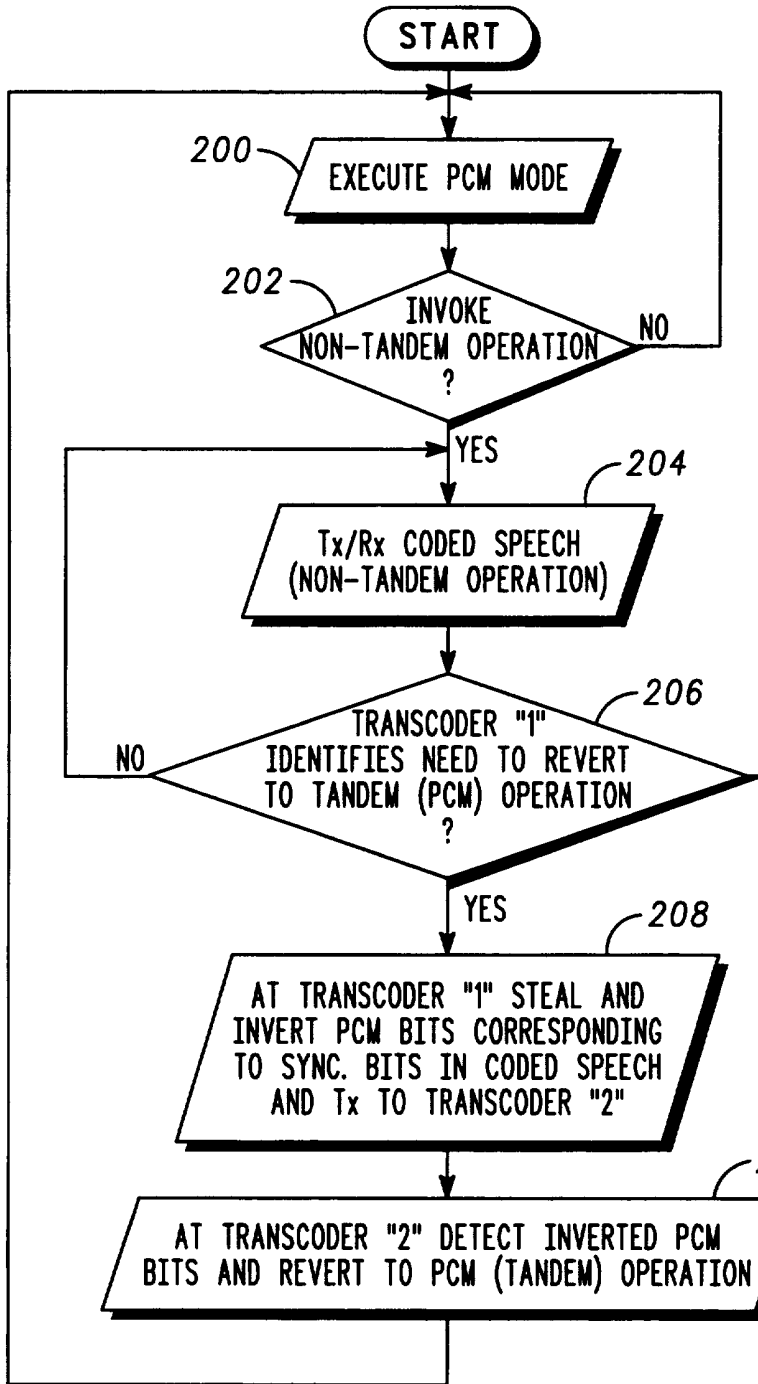 START
200
EXECUTE PCM MODE
202
INVOKE
NON-TANDEM OPERATION
?
NO
YES
204
Tx/Rx CODED SPEECH
(NON-TANDEM OPERATION)
206
TRANSCODER "1"
IDENTIFIES NEED TO REVERT
TO TANDEM (PCM) OPERATION
?
NO
YES
208
AT TRANSCODER "1" STEAL AND
INVERT PCM BITS CORRESPONDING
TO SYNC. BITS IN CODED SPEECH
AND Tx TO TRANSCODER "2"
AT TRANSCODER "2" DETECT INVERTED PCM
BITS AND REVERT TO PCM (TANDEM) OPERATION